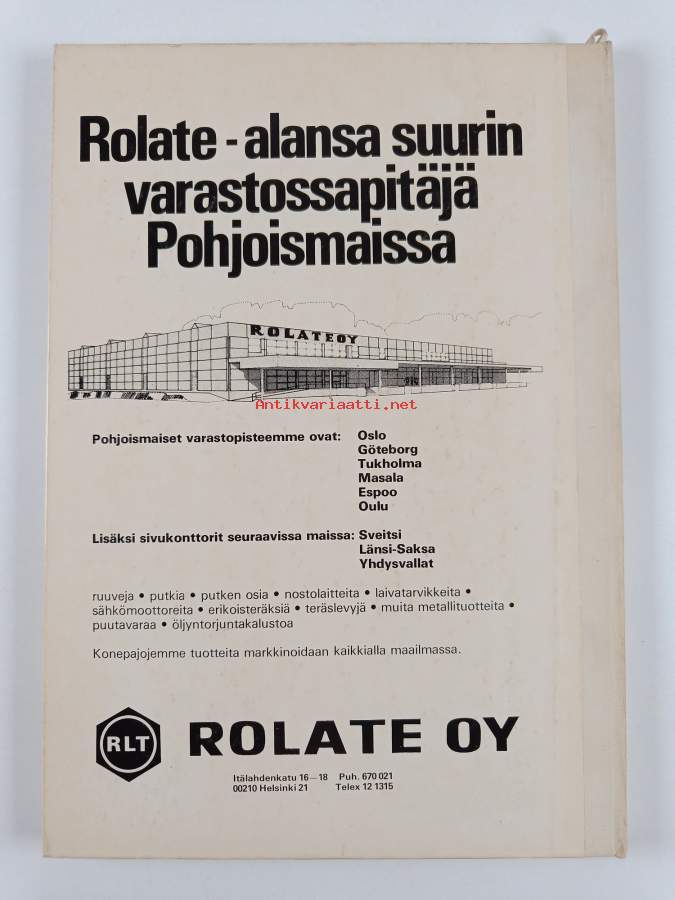 Rolate - alansa suurin
varastossapitäjä
Pohjoismaissa
ROLATE OY
Antikvariaatti.net
Pohjoismaiset varastopisteemme ovat: Oslo
Göteborg
Tukholma
Masala
Espoo
Oulu
Lisäksi sivukonttorit seuraavissa maissa: Sveitsi
Länsi-Saksa
Yhdysvallat
ruuveja • putkia • putken osia • nostolaitteita • laivatarvikkeita •
sähkömoottoreita • erikoisteräksiä • teräslevyjä • muita metallituotteita •
puutavaraa • öljyntorjuntakalustoa
Konepajojemme tuotteita markkinoidaan kaikkialla maailmassa.
RLT ROLATE OY
Itälahdenkatu 16–18 Puh. 670 021
00210 Helsinki 21 Telex 12 1315